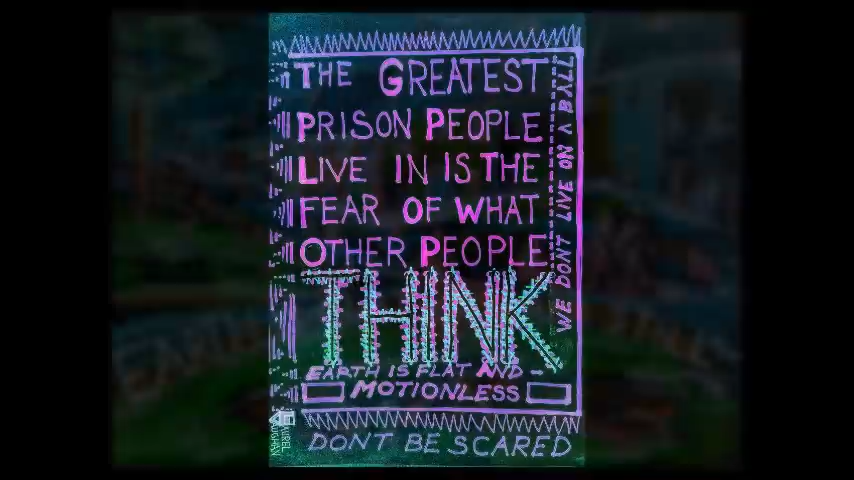 THE GREATEST
PRISON PEOPLE
LIVE IN IS THE
FEAR OF WHAT
OTHER PEOPLE
THINK
EARTH IS FLAT AND -
MOTIONLESS
DONT BE SCARED
WE DONT LIVE ON A BALL